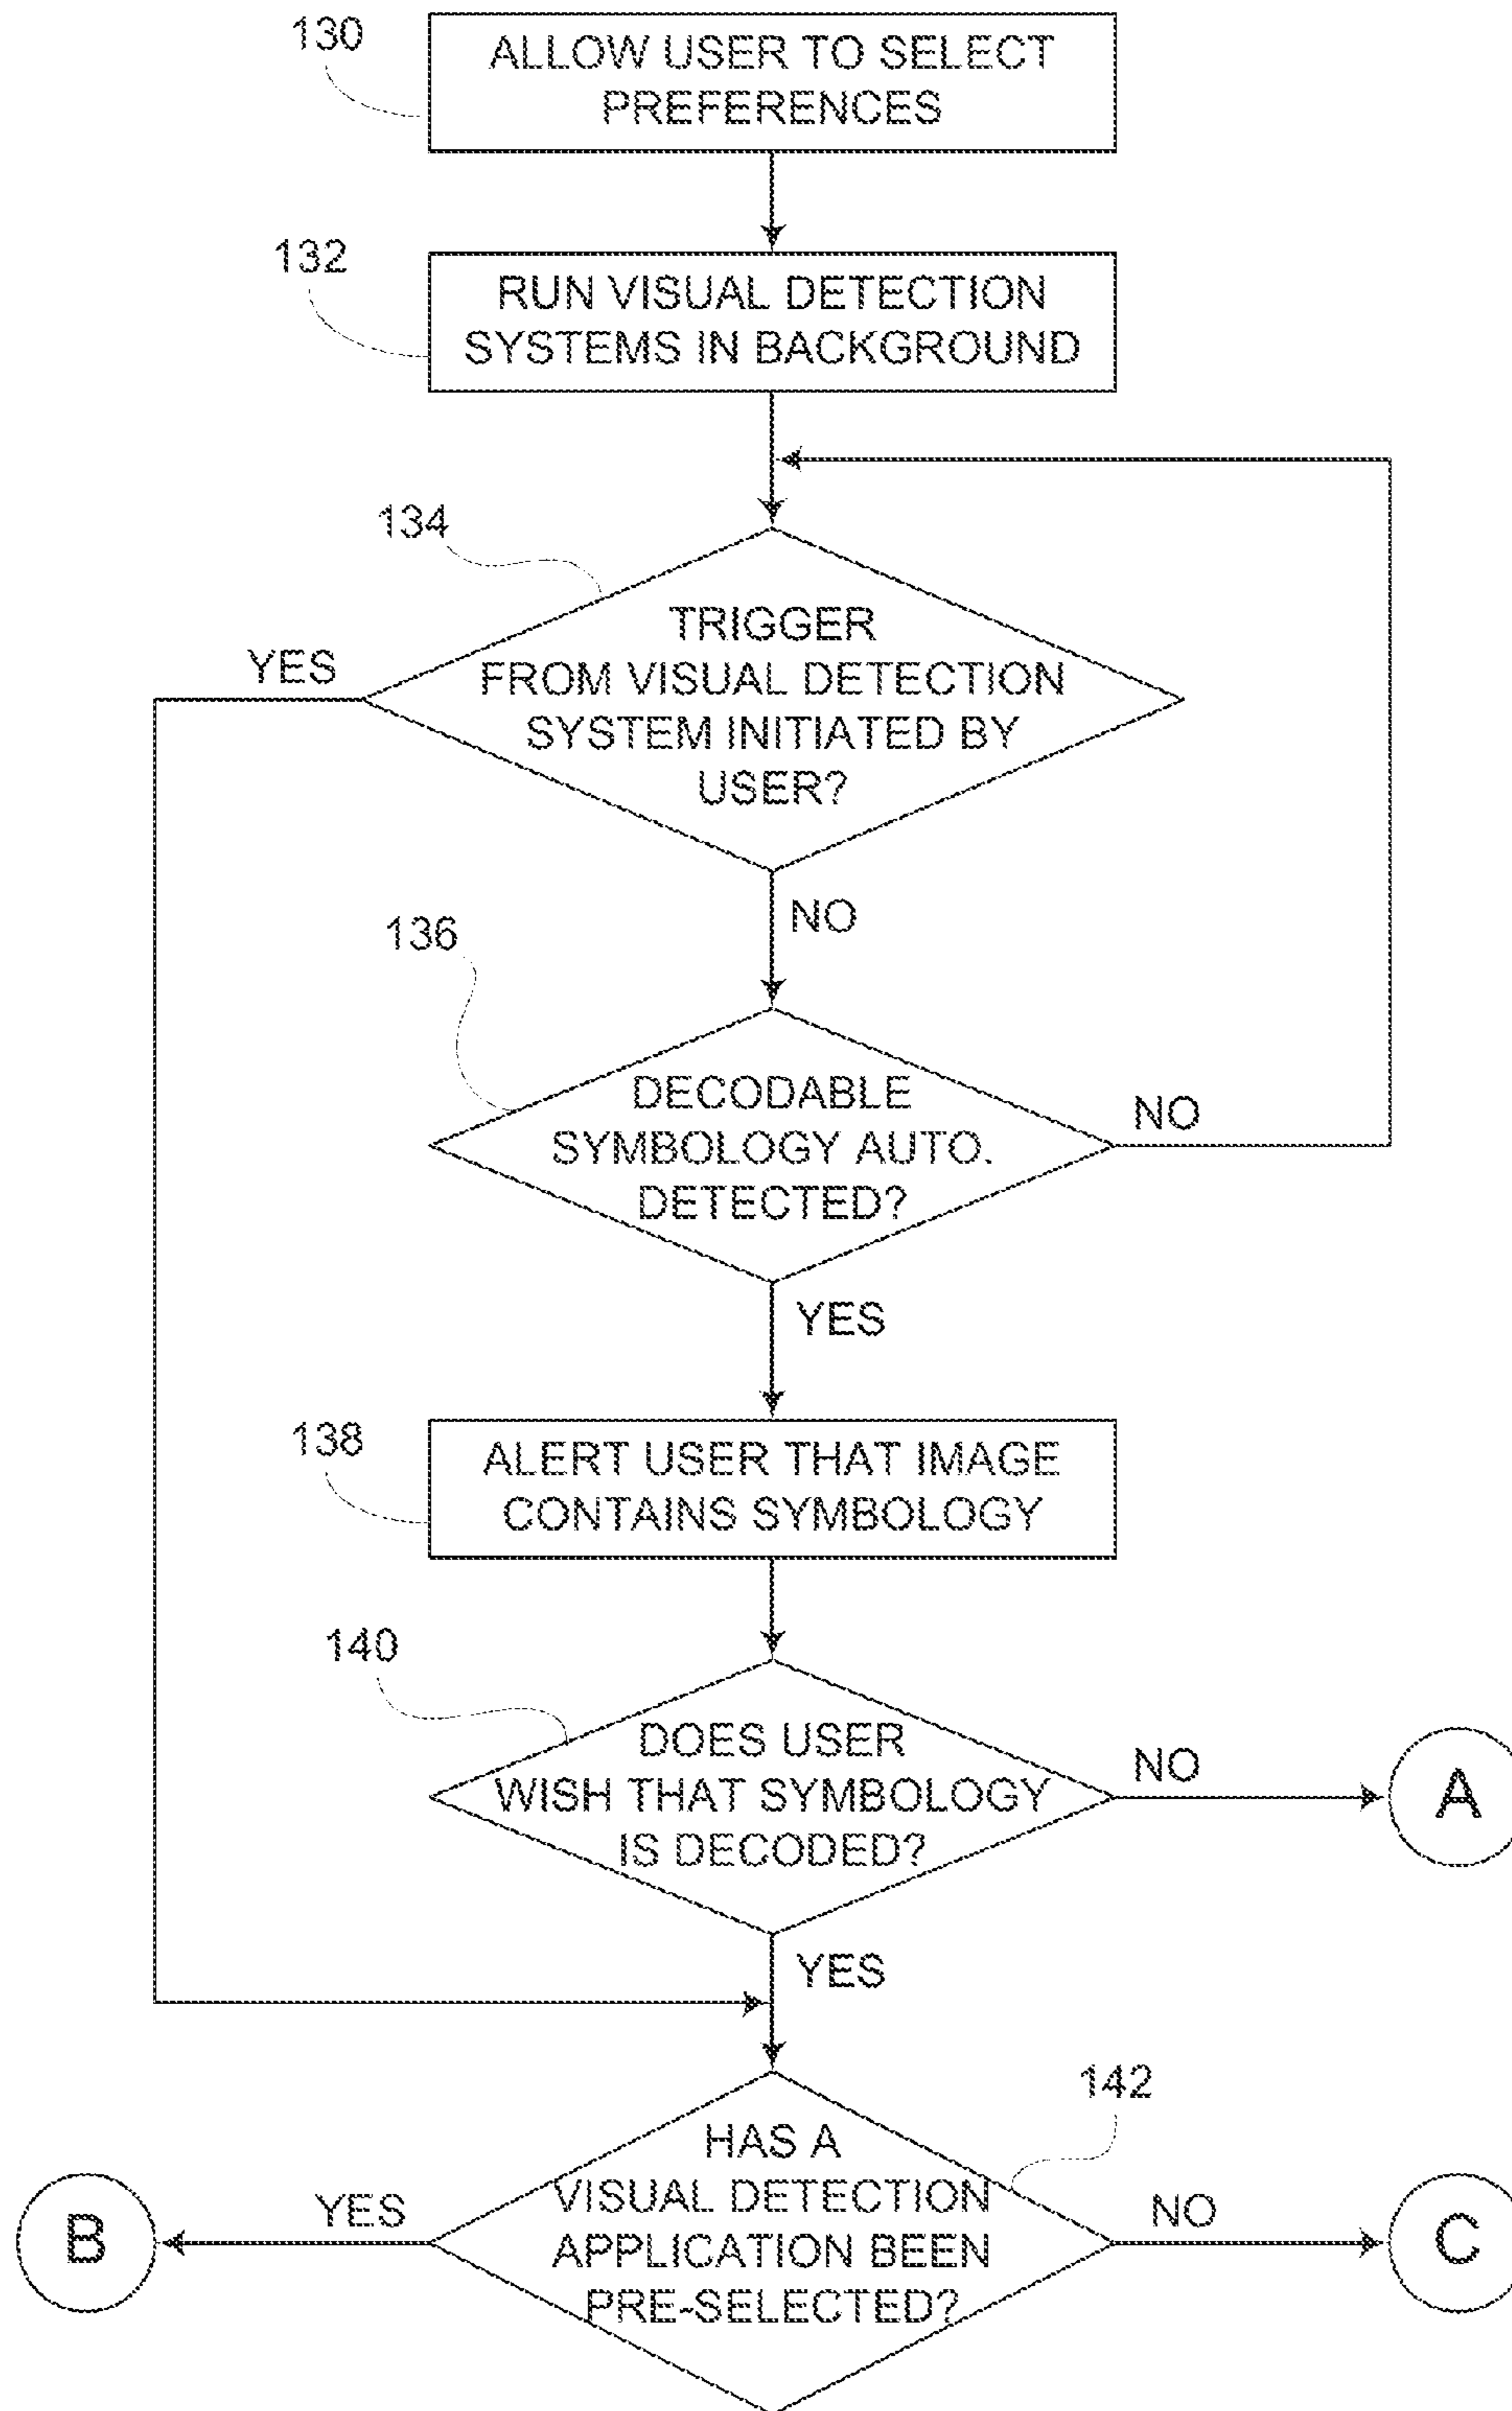 130
ALLOW USER TO SELECT
PREFERENCES
132
RUN VISUAL DETECTION
SYSTEMS IN BACKGROUND
134
YES
TRIGGER
FROM VISUAL DETECTION
SYSTEM INITIATED BY
USER?
NO
136
DECODABLE
SYMBOLOGY AUTO.
DETECTED?
NO
YES
138
ALERT USER THAT IMAGE
CONTAINS SYMBOLOGY
140
DOES USER
WISH THAT SYMBOLOGY
IS DECODED?
NO
A
YES
142
HAS A
VISUAL DETECTION
APPLICATION BEEN
PRE-SELECTED?
YES
B
NO
C